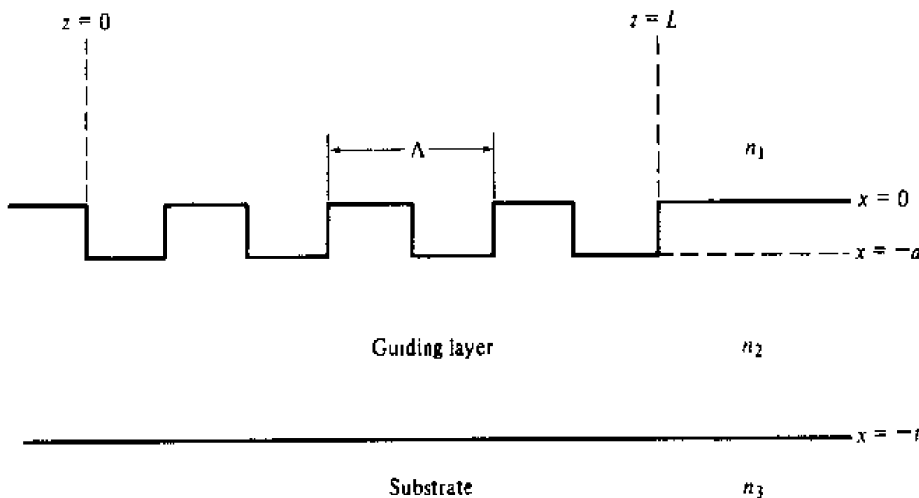 z = 0
z = L
Λ
n₁
x = 0
x = −a
Guiding layer
n₂
x = −t
Substrate
n₃